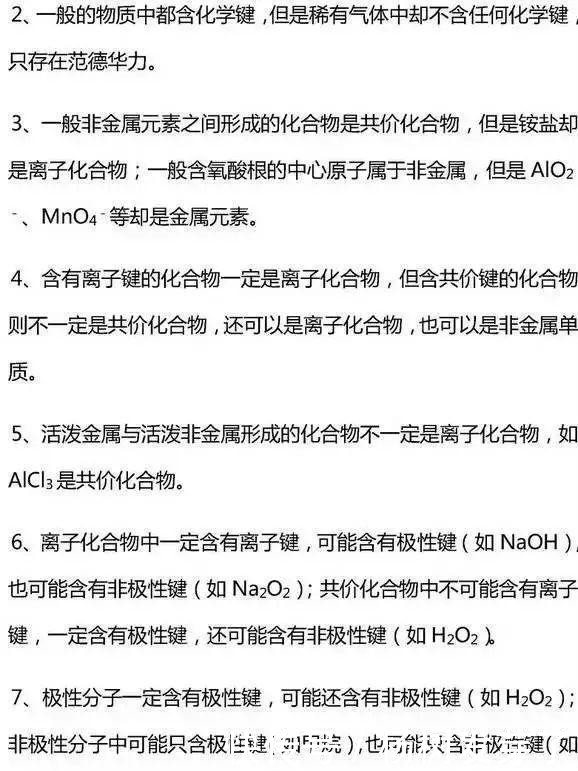 2、一般的物质中都含化学键，但是稀有气体中却不含任何化学键，
只存在范德华力。
3、一般非金属元素之间形成的化合物是共价化合物，但是铵盐却
是离子化合物；一般含氧酸根的中心原子属于非金属，但是 AlO₂
⁻、MnO₄⁻等却是金属元素。
4、含有离子键的化合物一定是离子化合物，但含共价键的化合物
则不一定是共价化合物，还可以是离子化合物，也可以是非金属单
质。
5、活泼金属与活泼非金属形成的化合物不一定是离子化合物，如
AlCl₃是共价化合物。
6、离子化合物中一定含有离子键，可能含有极性键（如 NaOH），
也可能含有非极性键（如 Na₂O₂）；共价化合物中不可能含有离子
键，一定含有极性键，还可能含有非极性键（如 H₂O₂）。
7、极性分子一定含有极性键，可能还含有非极性键（如 H₂O₂）；
非极性分子中可能只含极性键（如甲烷），也可能只含非极性键（如